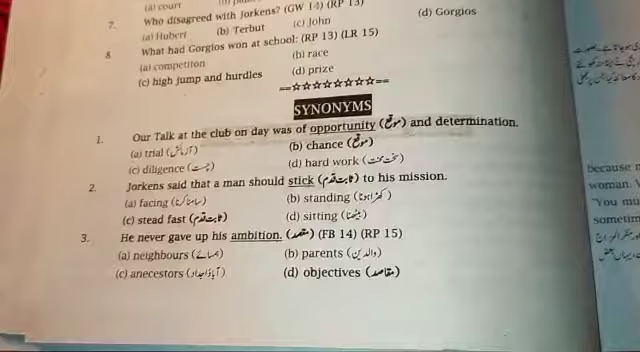 (a) court
7. Who disagreed with Jorkens? (GW 14) (RP 13)
(a) Hubert (b) Terbut (c) John (d) Gorgios
8. What had Gorgios won at school: (RP 13) (LR 15)
(a) competiton (b) race
(c) high jump and hurdles (d) prize
==☆☆☆☆☆☆☆☆==
SYNONYMS
1. Our Talk at the club on day was of opportunity (موقع) and determination.
(a) trial (آزمائش) (b) chance (موقع)
(c) diligence (چست) (d) hard work (سخت محنت)
2. Jorkens said that a man should stick (ثابت قدم) to his mission.
(a) facing (سامنا کرنا) (b) standing (کھڑا ہونا)
(c) stead fast (ثابت قدم) (d) sitting (بیٹھنا)
3. He never gave up his ambition. (مقصد) (FB 14) (RP 15)
(a) neighbours (ہمسائے) (b) parents (والدین)
(c) anecestors (آباؤ اجداد) (d) objectives (مقاصد)
because
woman.
"You mu
sometim